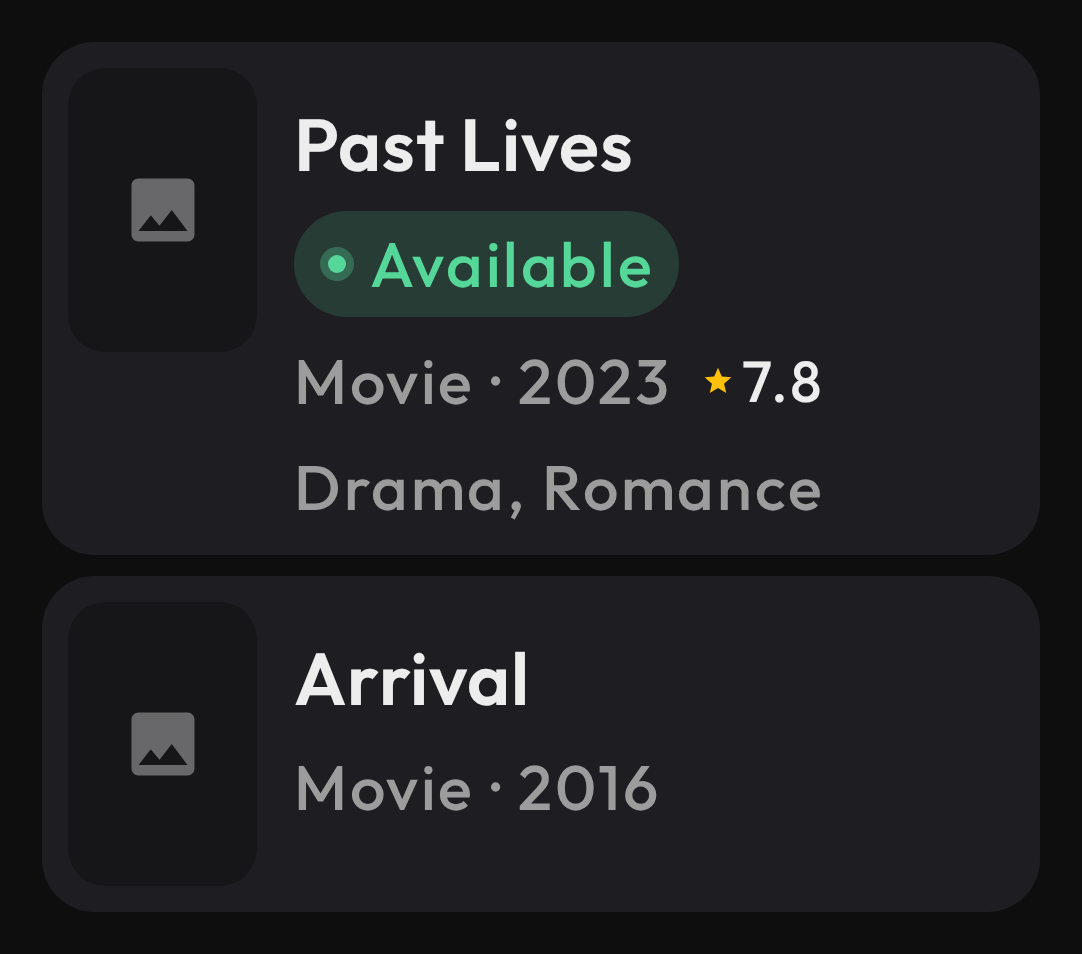 Past Lives
Available
Movie · 2023 7.8
Drama, Romance
Arrival
Movie · 2016